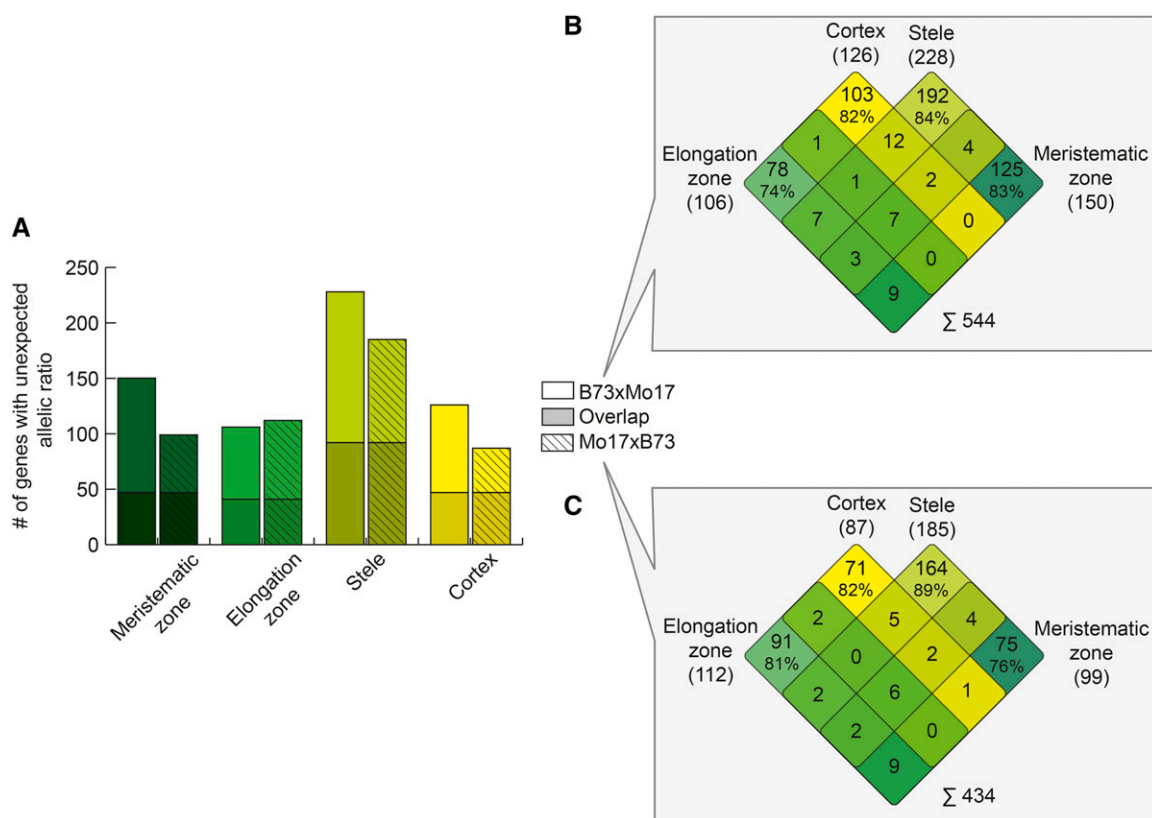 A
# of genes with unexpected
allelic ratio
250
200
150
100
50
0
Meristematic
zone
Elongation
zone
Stele
Cortex
B73xMo17
Overlap
Mo17xB73
B
Cortex
(126)
Stele
(228)
Elongation
zone
(106)
Meristematic
zone
(150)
103
82%
192
84%
1
12
4
78
74%
1
2
125
83%
7
7
0
3
0
9
∑ 544
C
Cortex
(87)
Stele
(185)
Elongation
zone
(112)
Meristematic
zone
(99)
71
82%
164
89%
2
5
4
91
81%
0
2
75
76%
2
6
1
2
0
9
∑ 434